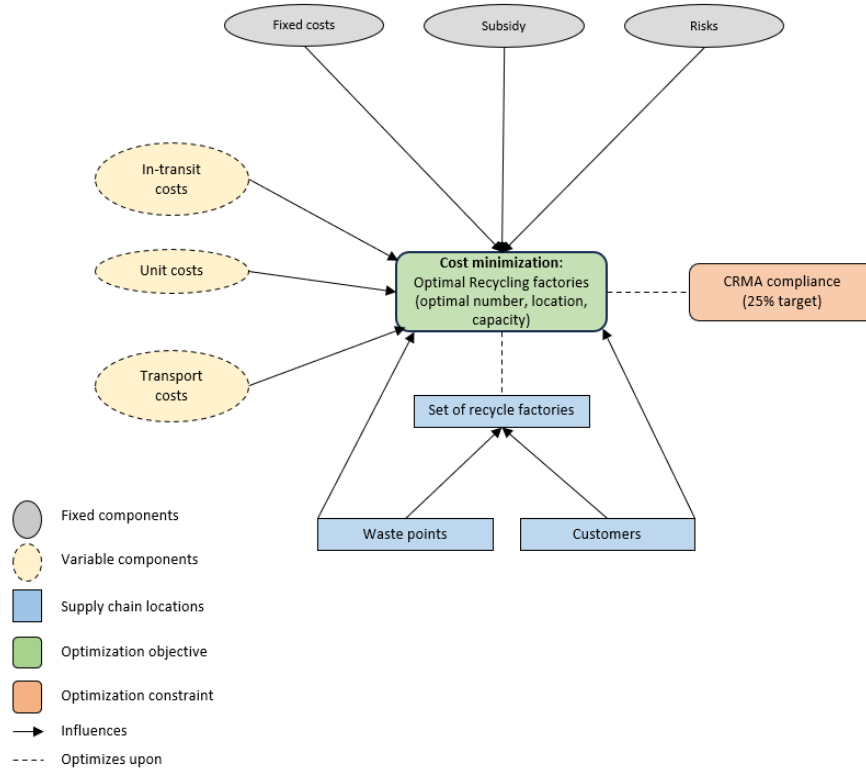 Fixed costs
Subsidy
Risks
In-transit
costs
Unit costs
Transport
costs
Cost minimization:
Optimal Recycling factories
(optimal number, location,
capacity)
CRMA compliance
(25% target)
Set of recycle factories
Waste points
Customers
Fixed components
Variable components
Supply chain locations
Optimization objective
Optimization constraint
Influences
Optimizes upon